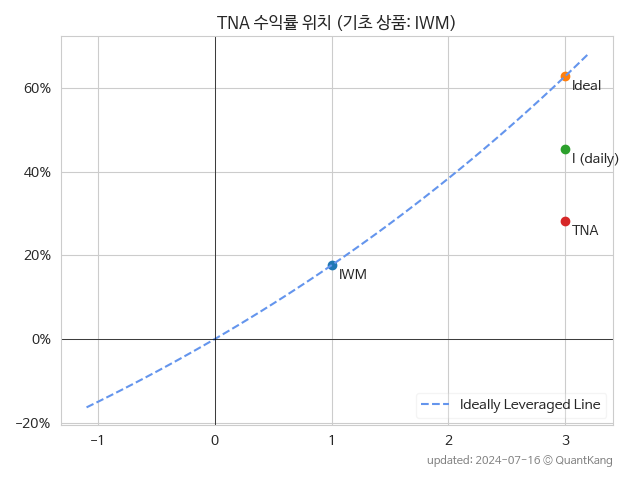 TNA 수익률 위치 (기초 상품: IWM)
60%
40%
20%
0%
−20%
Ideal
I (daily)
TNA
IWM
Ideally Leveraged Line
−1
0
1
2
3
updated: 2024-07-16 © QuantKang